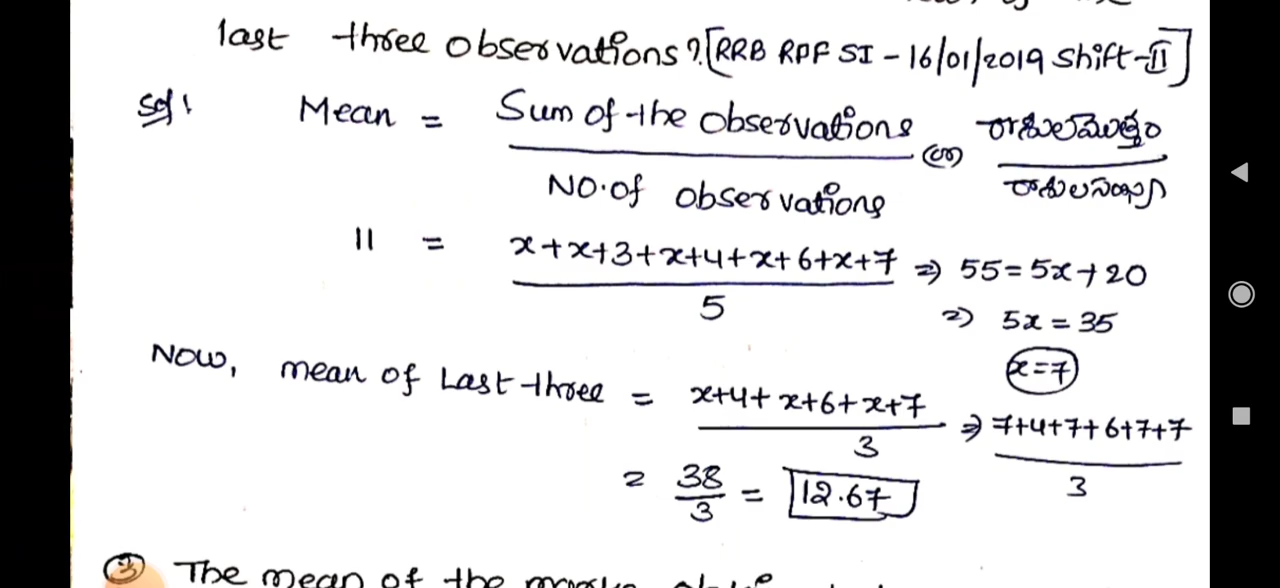 last three observations? [RRB RPF SI - 16/01/2019 Shift-II]
Sol: Mean = Sum of the observations / No. of observations (or) రాశులమొత్తం / రాశులసంఖ్య
11 = x+x+3+x+4+x+6+x+7 / 5 ⇒ 55 = 5x+20
⇒ 5x = 35
x=7
Now, mean of Last three = x+4+x+6+x+7 / 3 ⇒ 7+4+7+6+7+7 / 3
= 38/3 = 12.67
③ The mean of the